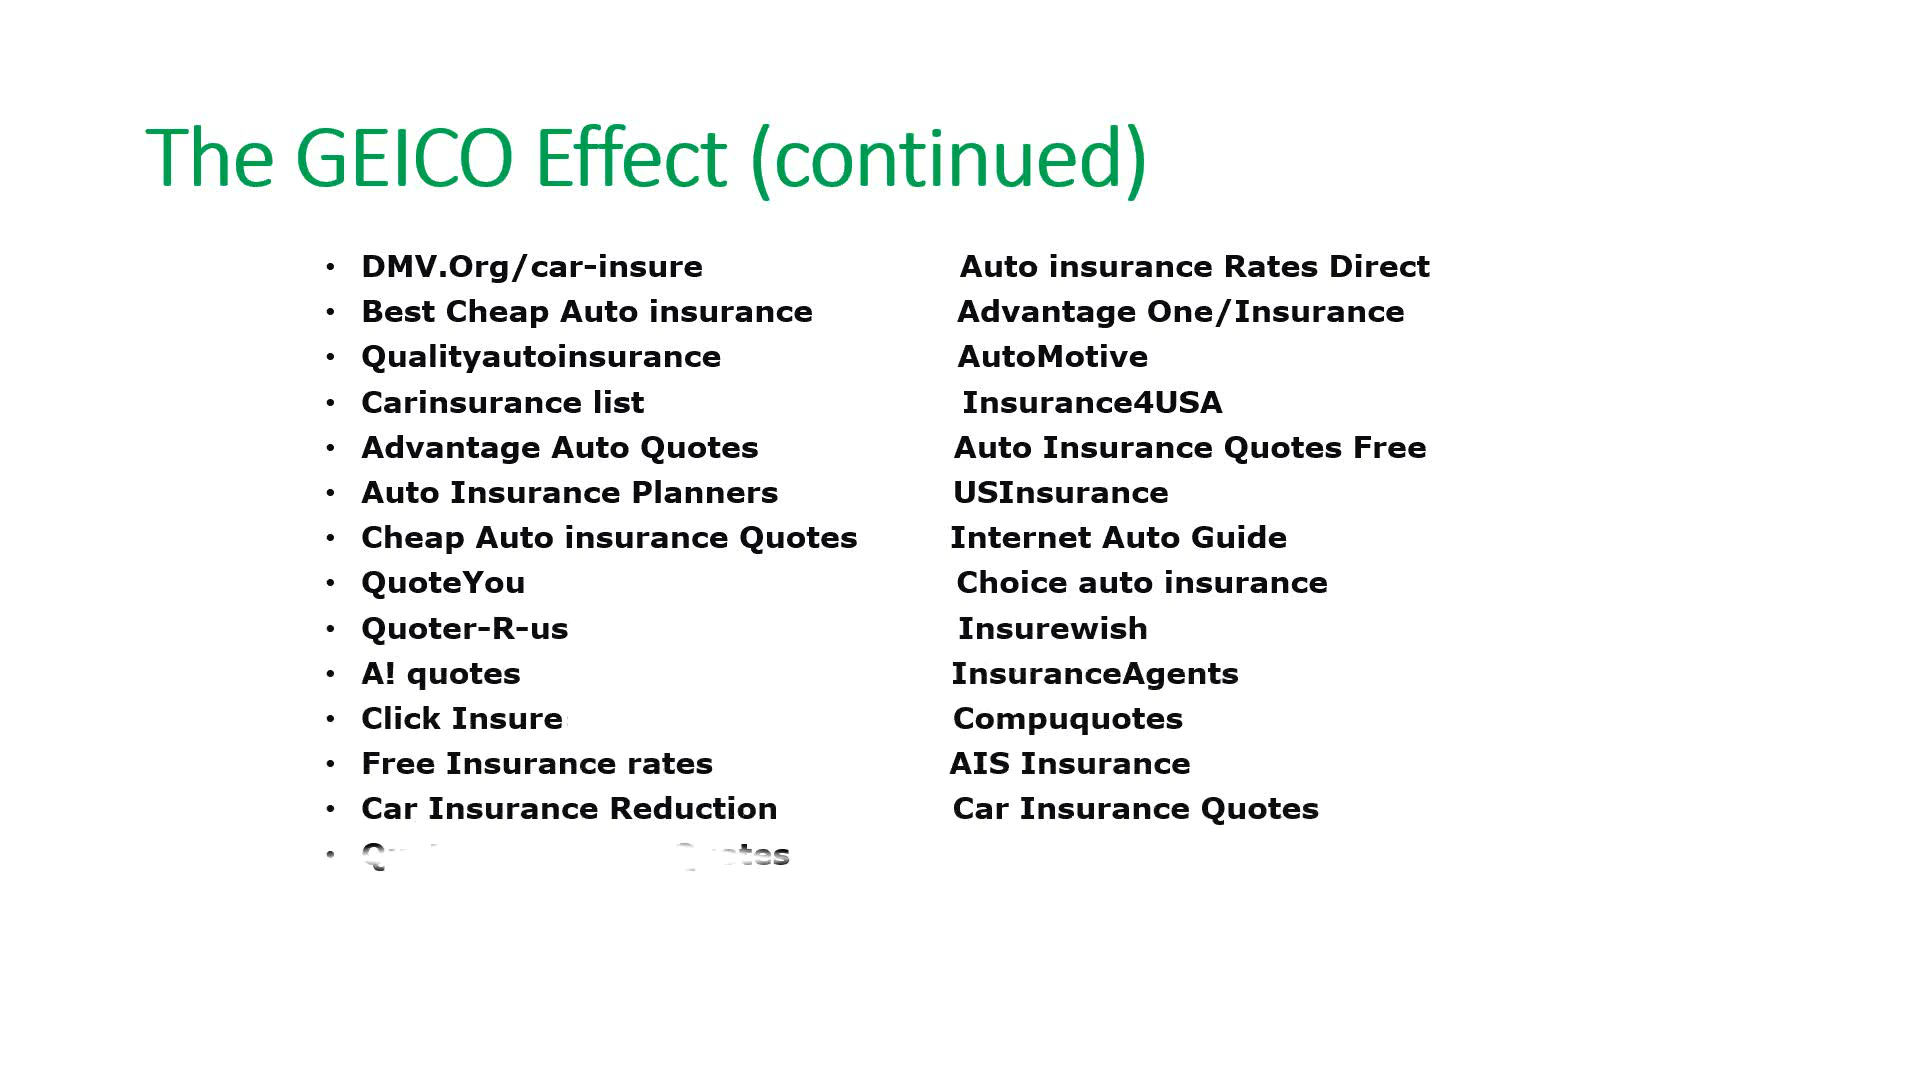 The GEICO Effect (continued)
• DMV.Org/car-insure Auto insurance Rates Direct
• Best Cheap Auto insurance Advantage One/Insurance
• Qualityautoinsurance AutoMotive
• Carinsurance list Insurance4USA
• Advantage Auto Quotes Auto Insurance Quotes Free
• Auto Insurance Planners USInsurance
• Cheap Auto insurance Quotes Internet Auto Guide
• QuoteYou Choice auto insurance
• Quoter-R-us Insurewish
• A! quotes InsuranceAgents
• Click Insure Compuquotes
• Free Insurance rates AIS Insurance
• Car Insurance Reduction Car Insurance Quotes
• Quotes